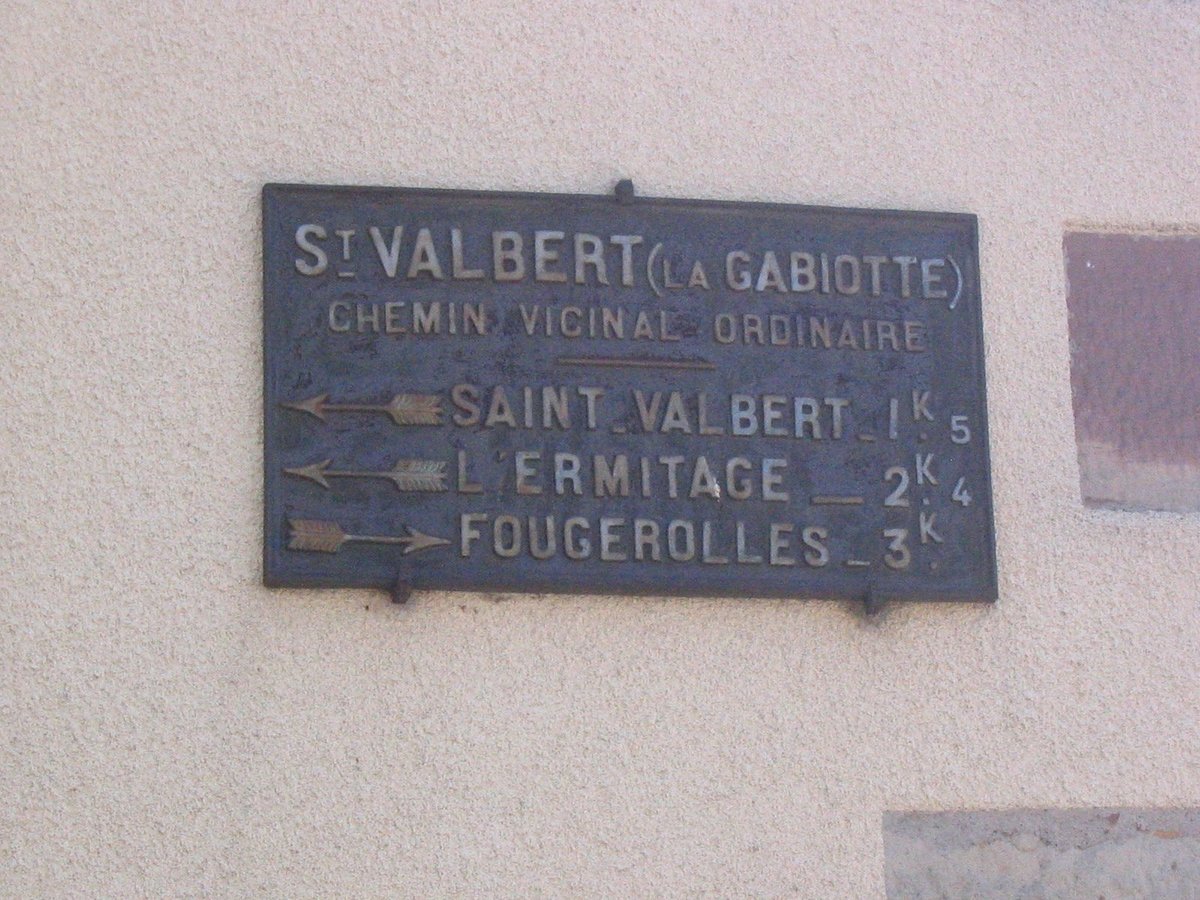 ST VALBERT (LA GABIOTTE)
CHEMIN VICINAL ORDINAIRE
SAINT-VALBERT - 1K.5
L'ERMITAGE — 2K.4
FOUGEROLLES - 3K.